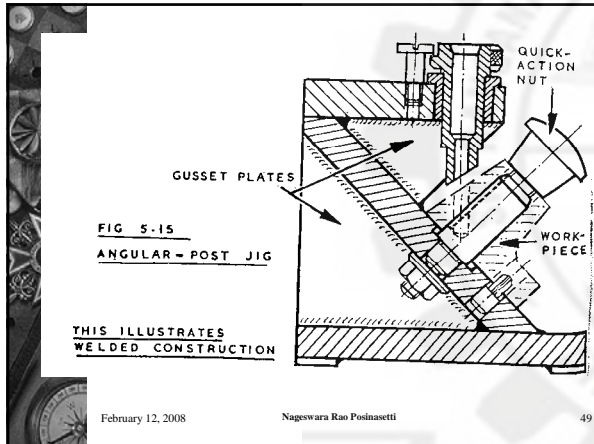 QUICK-
ACTION
NUT
GUSSET PLATES
FIG 5-15
ANGULAR-POST JIG
WORK-
PIECE
THIS ILLUSTRATES
WELDED CONSTRUCTION
February 12, 2008
Nageswara Rao Posinasetti
49